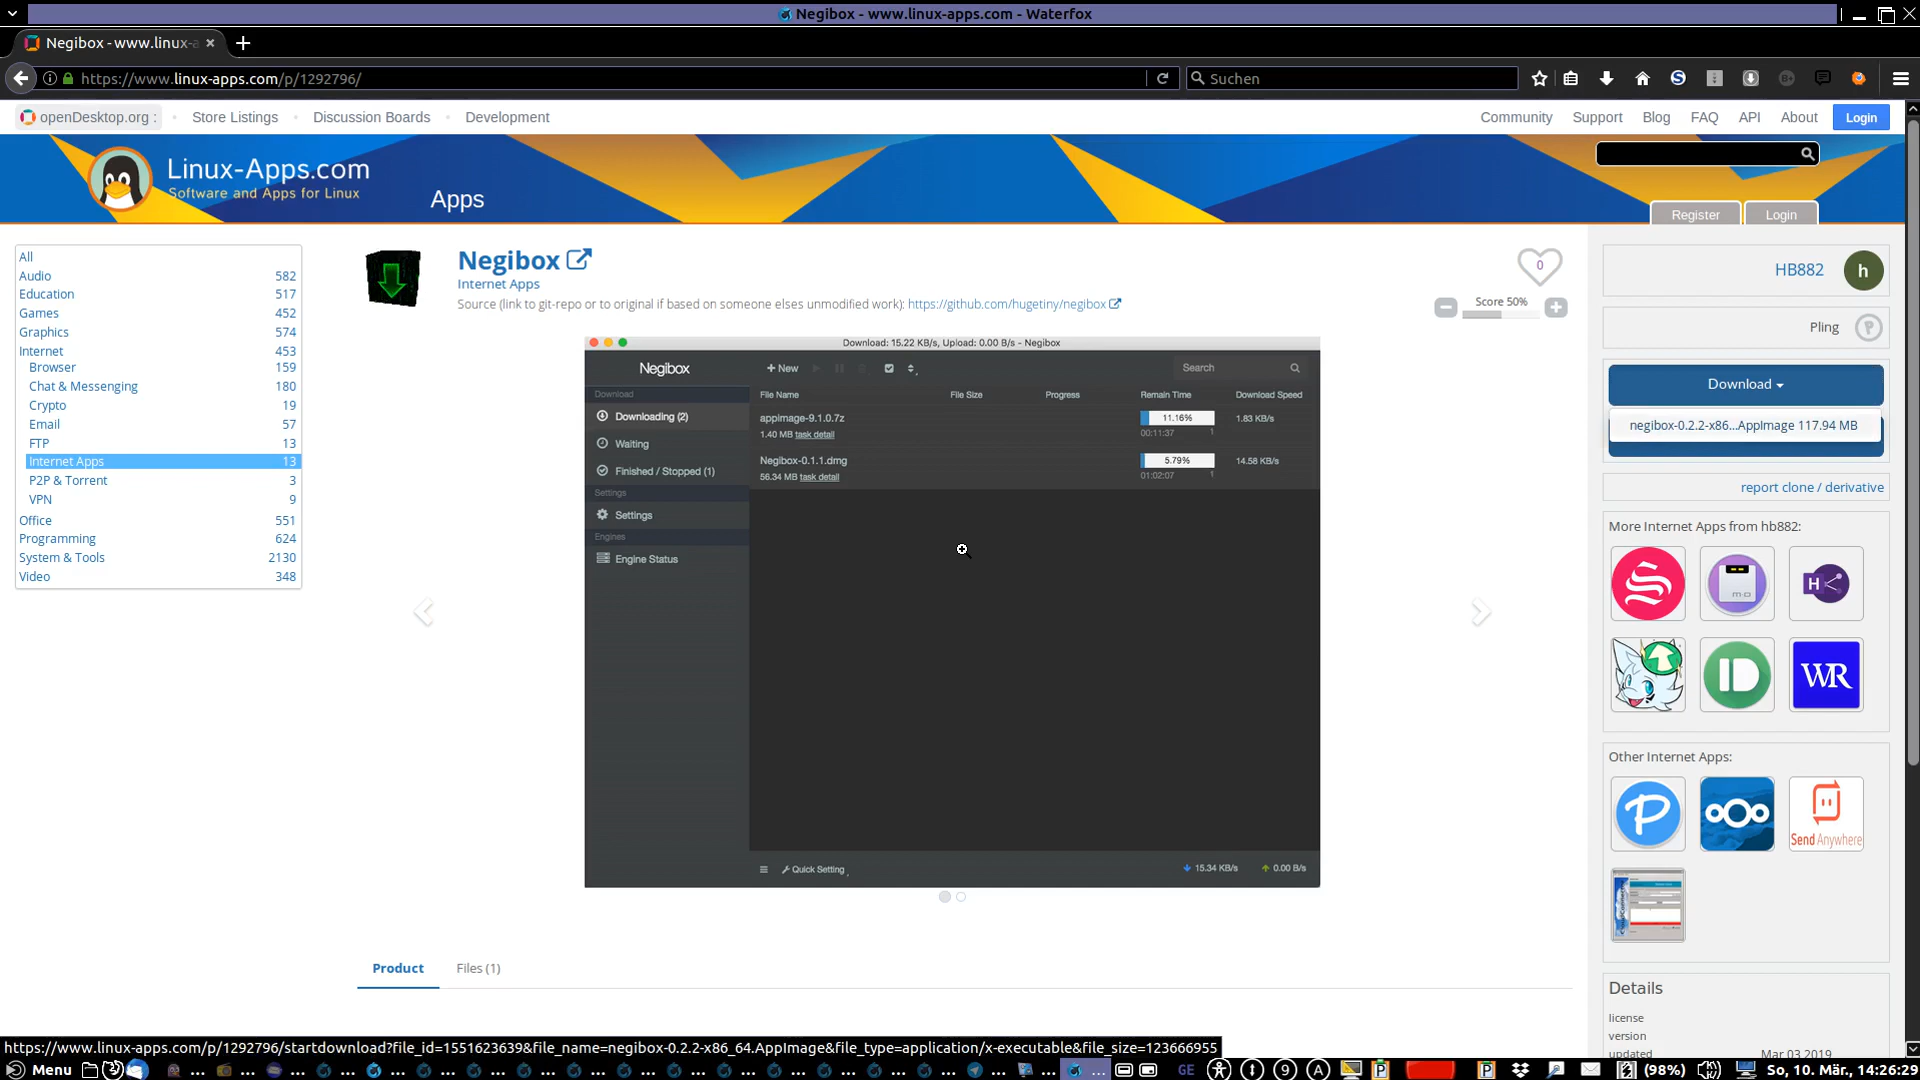 Negibox - www.linux-apps.com - Waterfox
Negibox - www.linux-a
https://www.linux-apps.com/p/1292796/
Suchen
openDesktop.org :
Store Listings
Discussion Boards
Development
Community
Support
Blog
FAQ
API
About
Login
Linux-Apps.com
Software and Apps for Linux
Apps
Register
Login
All
Audio 582
Education 517
Games 452
Graphics 574
Internet 453
Browser 159
Chat & Messenging 180
Crypto 19
Email 57
FTP 13
Internet Apps 13
P2P & Torrent 3
VPN 9
Office 551
Programming 624
System & Tools 2130
Video 348
Negibox
Internet Apps
Source (link to git-repo or to original if based on someone elses unmodified work): https://github.com/hugetiny/negibox
0
Score 50%
Download: 15.22 KB/s, Upload: 0.00 B/s - Negibox
Negibox
+ New
Search
Download
Downloading (2)
Waiting
Finished / Stopped (1)
Settings
Settings
Engines
Engine Status
File Name File Size Progress Remain Time Download Speed
appimage-9.1.0.7z 11.16% 1.83 KB/s
1.40 MB task detail 00:11:37 1
Negibox-0.1.1.dmg 5.79% 14.58 KB/s
56.34 MB task detail 01:02:07 1
Quick Setting
15.34 KB/s
0.00 B/s
Product
Files (1)
HB882
h
Pling
P
Download
negibox-0.2.2-x86...AppImage 117.94 MB
report clone / derivative
More Internet Apps from hb882:
H
WR
Other Internet Apps:
P
Send Anywhere
Details
license
version
updated Mar 03 2019
https://www.linux-apps.com/p/1292796/startdownload?file_id=1551623639&file_name=negibox-0.2.2-x86_64.AppImage&file_type=application/x-executable&file_size=123666955
Menu
GE
(98%)
So, 10. Mär., 14:26:29